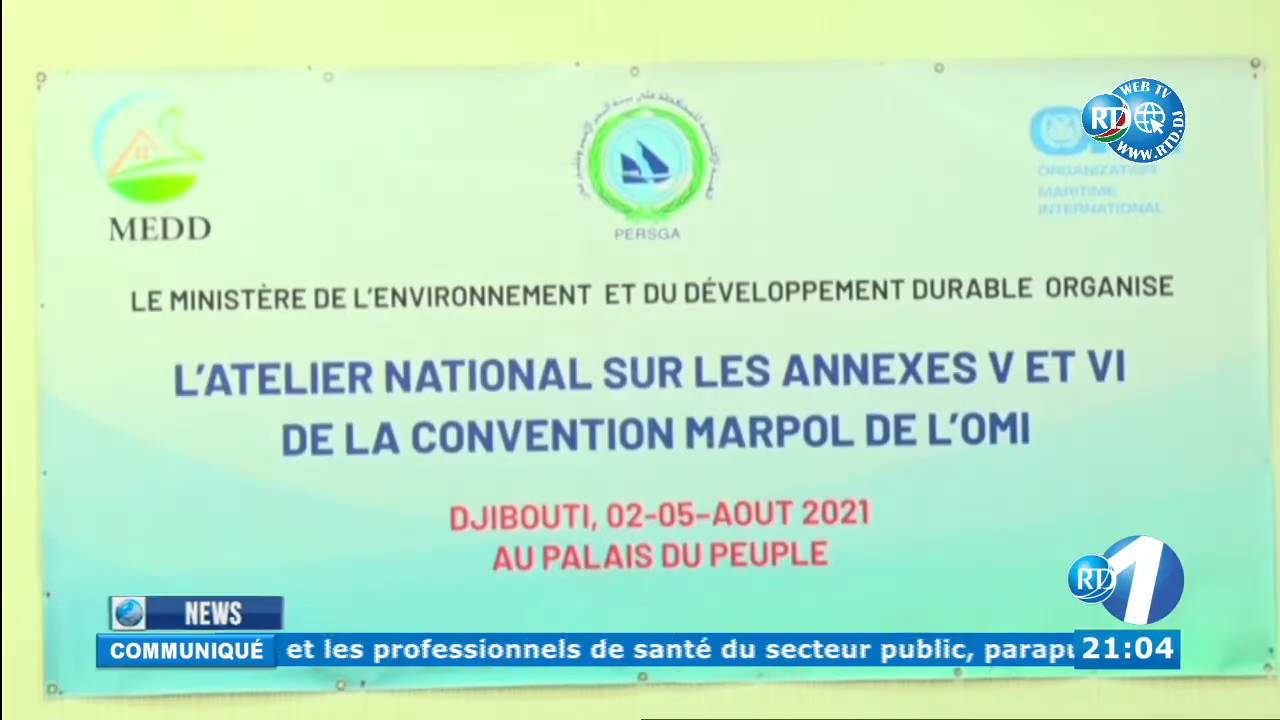 WEB TV
RTD
WWW.RTD.DJ
ORGANIZATION
MARITIME
INTERNATIONAL
MEDD
PERSGA
LE MINISTÈRE DE L'ENVIRONNEMENT ET DU DÉVELOPPEMENT DURABLE ORGANISE
L'ATELIER NATIONAL SUR LES ANNEXES V ET VI
DE LA CONVENTION MARPOL DE L'OMI
DJIBOUTI, 02-05-AOUT 2021
AU PALAIS DU PEUPLE
RTD 1
NEWS
COMMUNIQUÉ et les professionnels de santé du secteur public, parapu 21:04